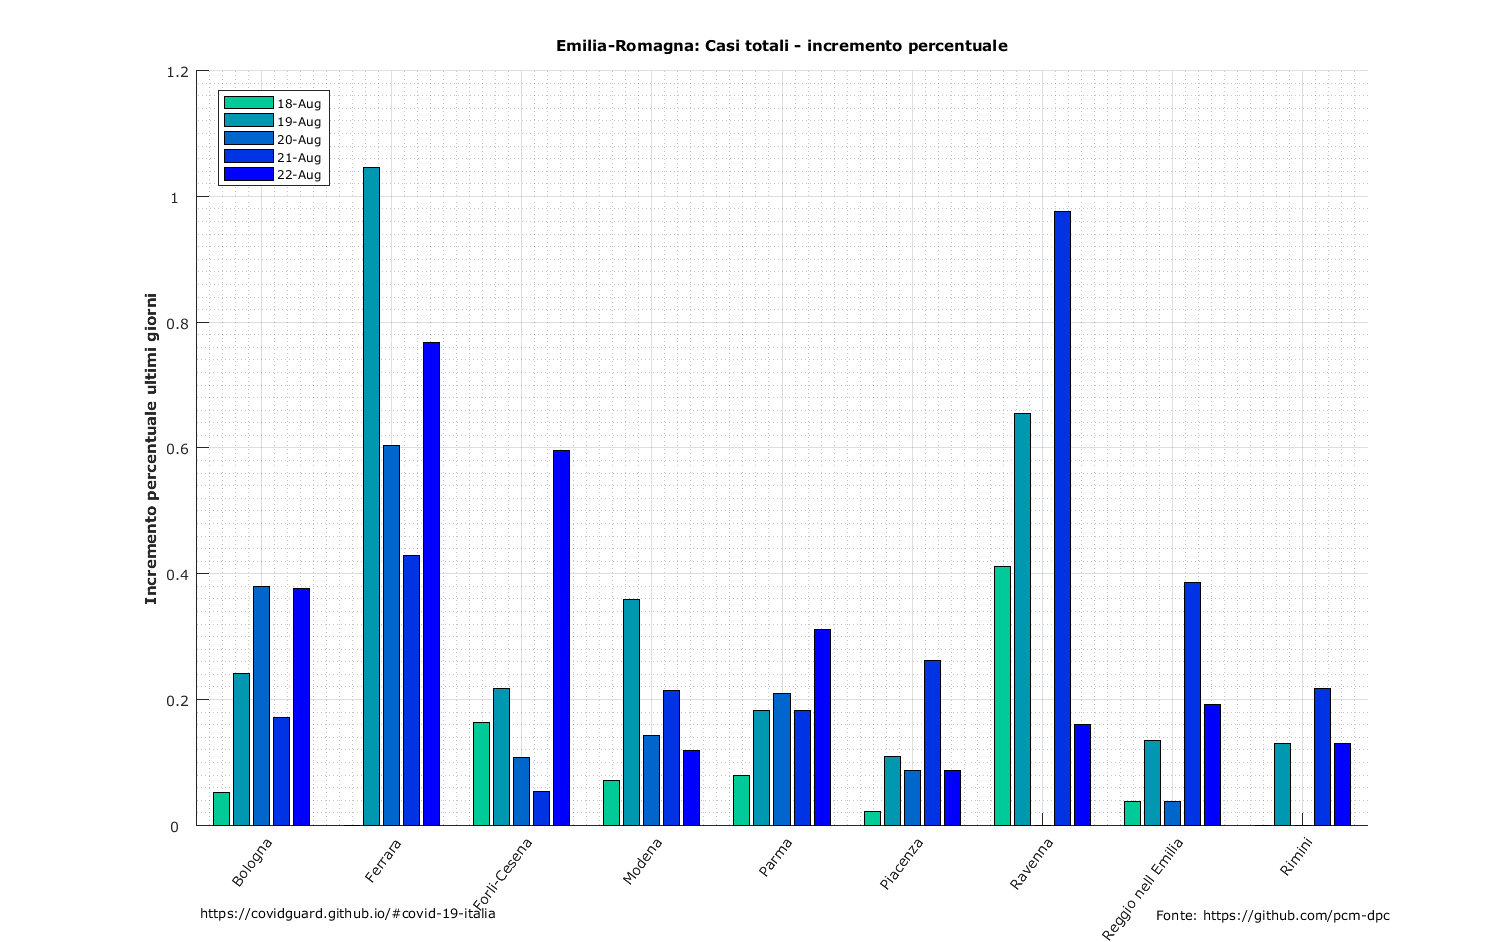 Emilia-Romagna: Casi totali - incremento percentuale
1.2
1
0.8
0.6
0.4
0.2
0
Incremento percentuale ultimi giorni
18-Aug
19-Aug
20-Aug
21-Aug
22-Aug
Bologna
Ferrara
Forlì-Cesena
Modena
Parma
Piacenza
Ravenna
Reggio nell Emilia
Rimini
https://covidguard.github.io/#covid-19-italia
Fonte: https://github.com/pcm-dpc